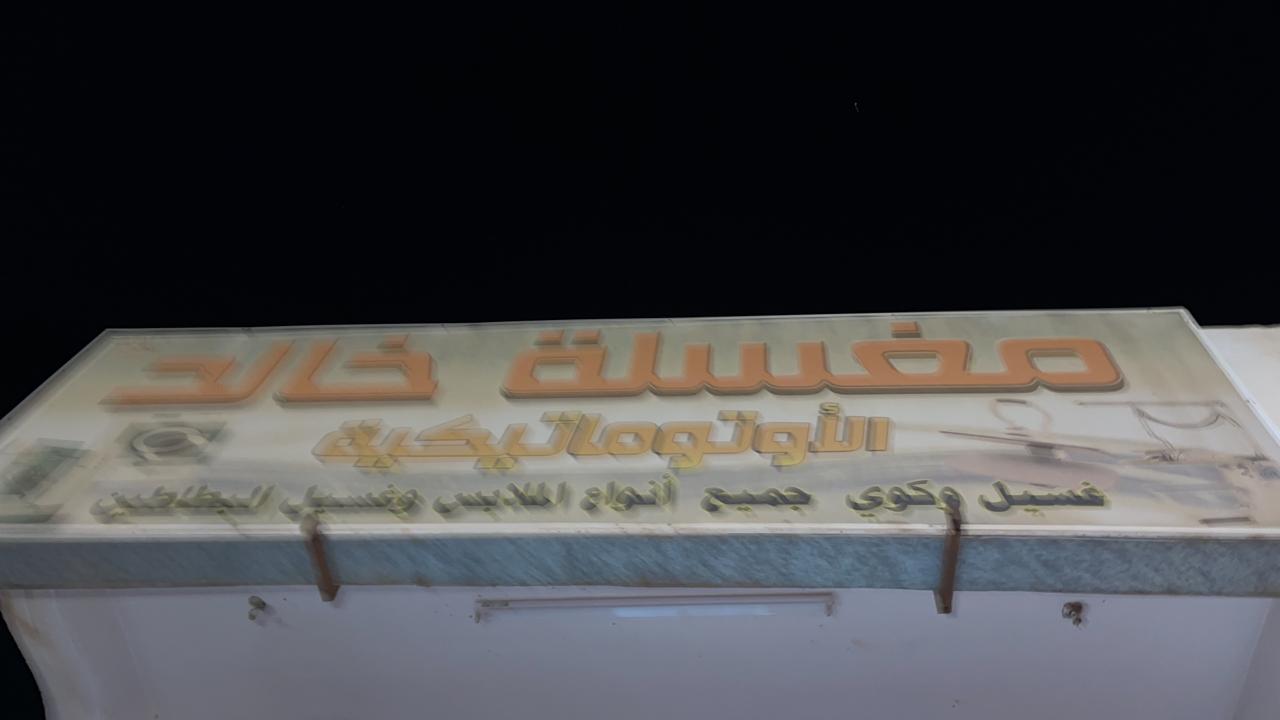 مغسلة خالد
الأوتوماتيكية
غسيل وكوي جميع أنواع الملابس وغسيل البطاطين